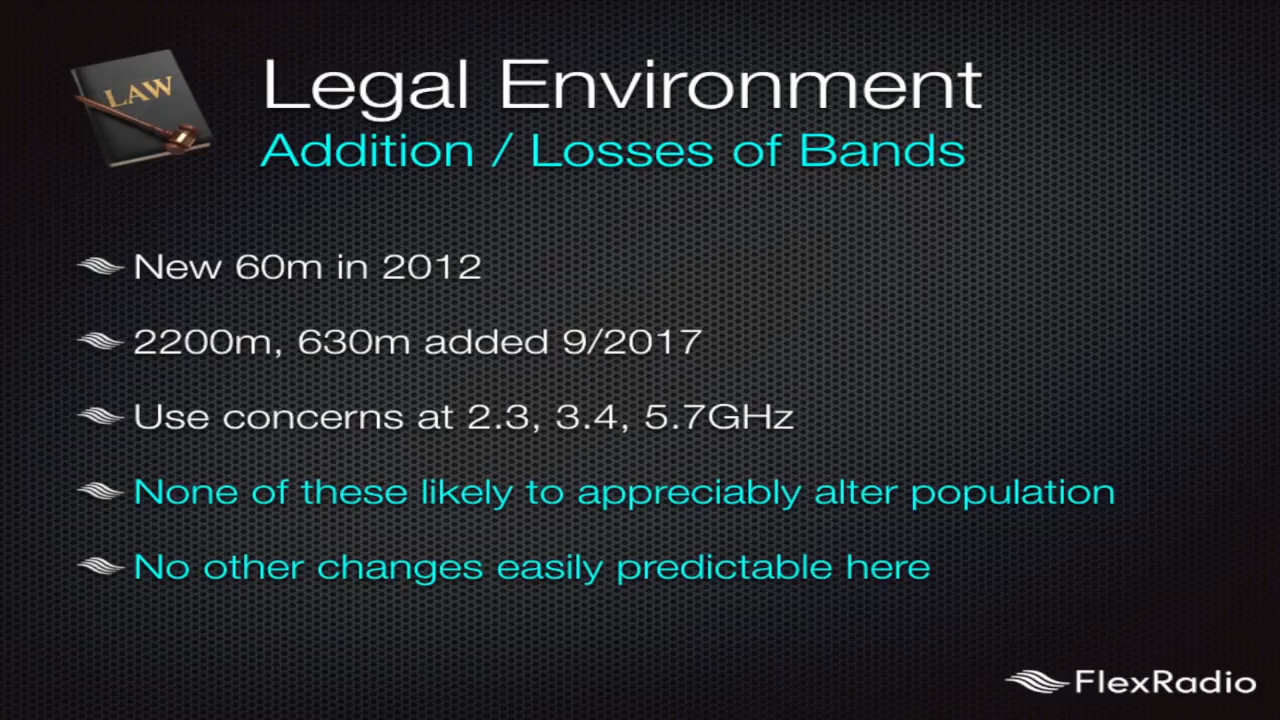 LAW
Legal Environment
Addition / Losses of Bands
New 60m in 2012
2200m, 630m added 9/2017
Use concerns at 2.3, 3.4, 5.7GHz
None of these likely to appreciably alter population
No other changes easily predictable here
FlexRadio